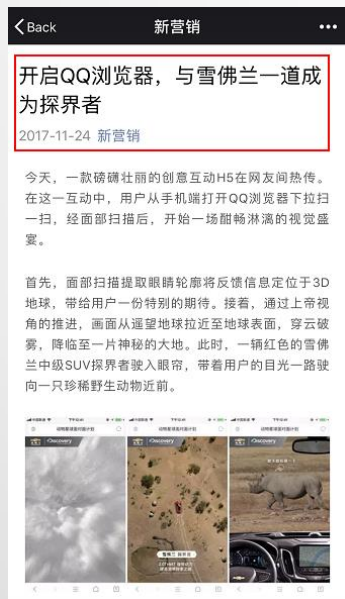 Back
新营销
开启QQ浏览器，与雪佛兰一道成
为探界者
2017-11-24 新营销
今天，一款磅礴壮丽的创意互动H5在网友间热传。
在这一互动中，用户从手机端打开QQ浏览器下拉扫
一扫，经面部扫描后，开始一场酣畅淋漓的视觉盛
宴。
首先，面部扫描提取眼睛轮廓将反馈信息定位于3D
地球，带给用户一份特别的期待。接着，通过上帝视
角的推进，画面从遥望地球拉近至地球表面，穿云破
雾，降临至一片神秘的大地。此时，一辆红色的雪佛
兰中级SUV探界者驶入眼帘，带着用户的目光一路驶
向一只珍稀野生动物近前。
Discovery
Discovery
Discovery
雪佛兰 探界者